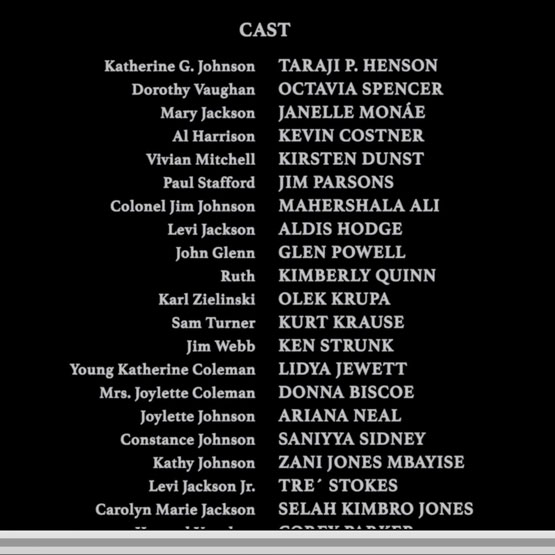 CAST
Katherine G. Johnson TARAJI P. HENSON
Dorothy Vaughan OCTAVIA SPENCER
Mary Jackson JANELLE MONÁE
Al Harrison KEVIN COSTNER
Vivian Mitchell KIRSTEN DUNST
Paul Stafford JIM PARSONS
Colonel Jim Johnson MAHERSHALA ALI
Levi Jackson ALDIS HODGE
John Glenn GLEN POWELL
Ruth KIMBERLY QUINN
Karl Zielinski OLEK KRUPA
Sam Turner KURT KRAUSE
Jim Webb KEN STRUNK
Young Katherine Coleman LIDYA JEWETT
Mrs. Joylette Coleman DONNA BISCOE
Joylette Johnson ARIANA NEAL
Constance Johnson SANIYYA SIDNEY
Kathy Johnson ZANI JONES MBAYISE
Levi Jackson Jr. TRE´ STOKES
Carolyn Marie Jackson SELAH KIMBRO JONES